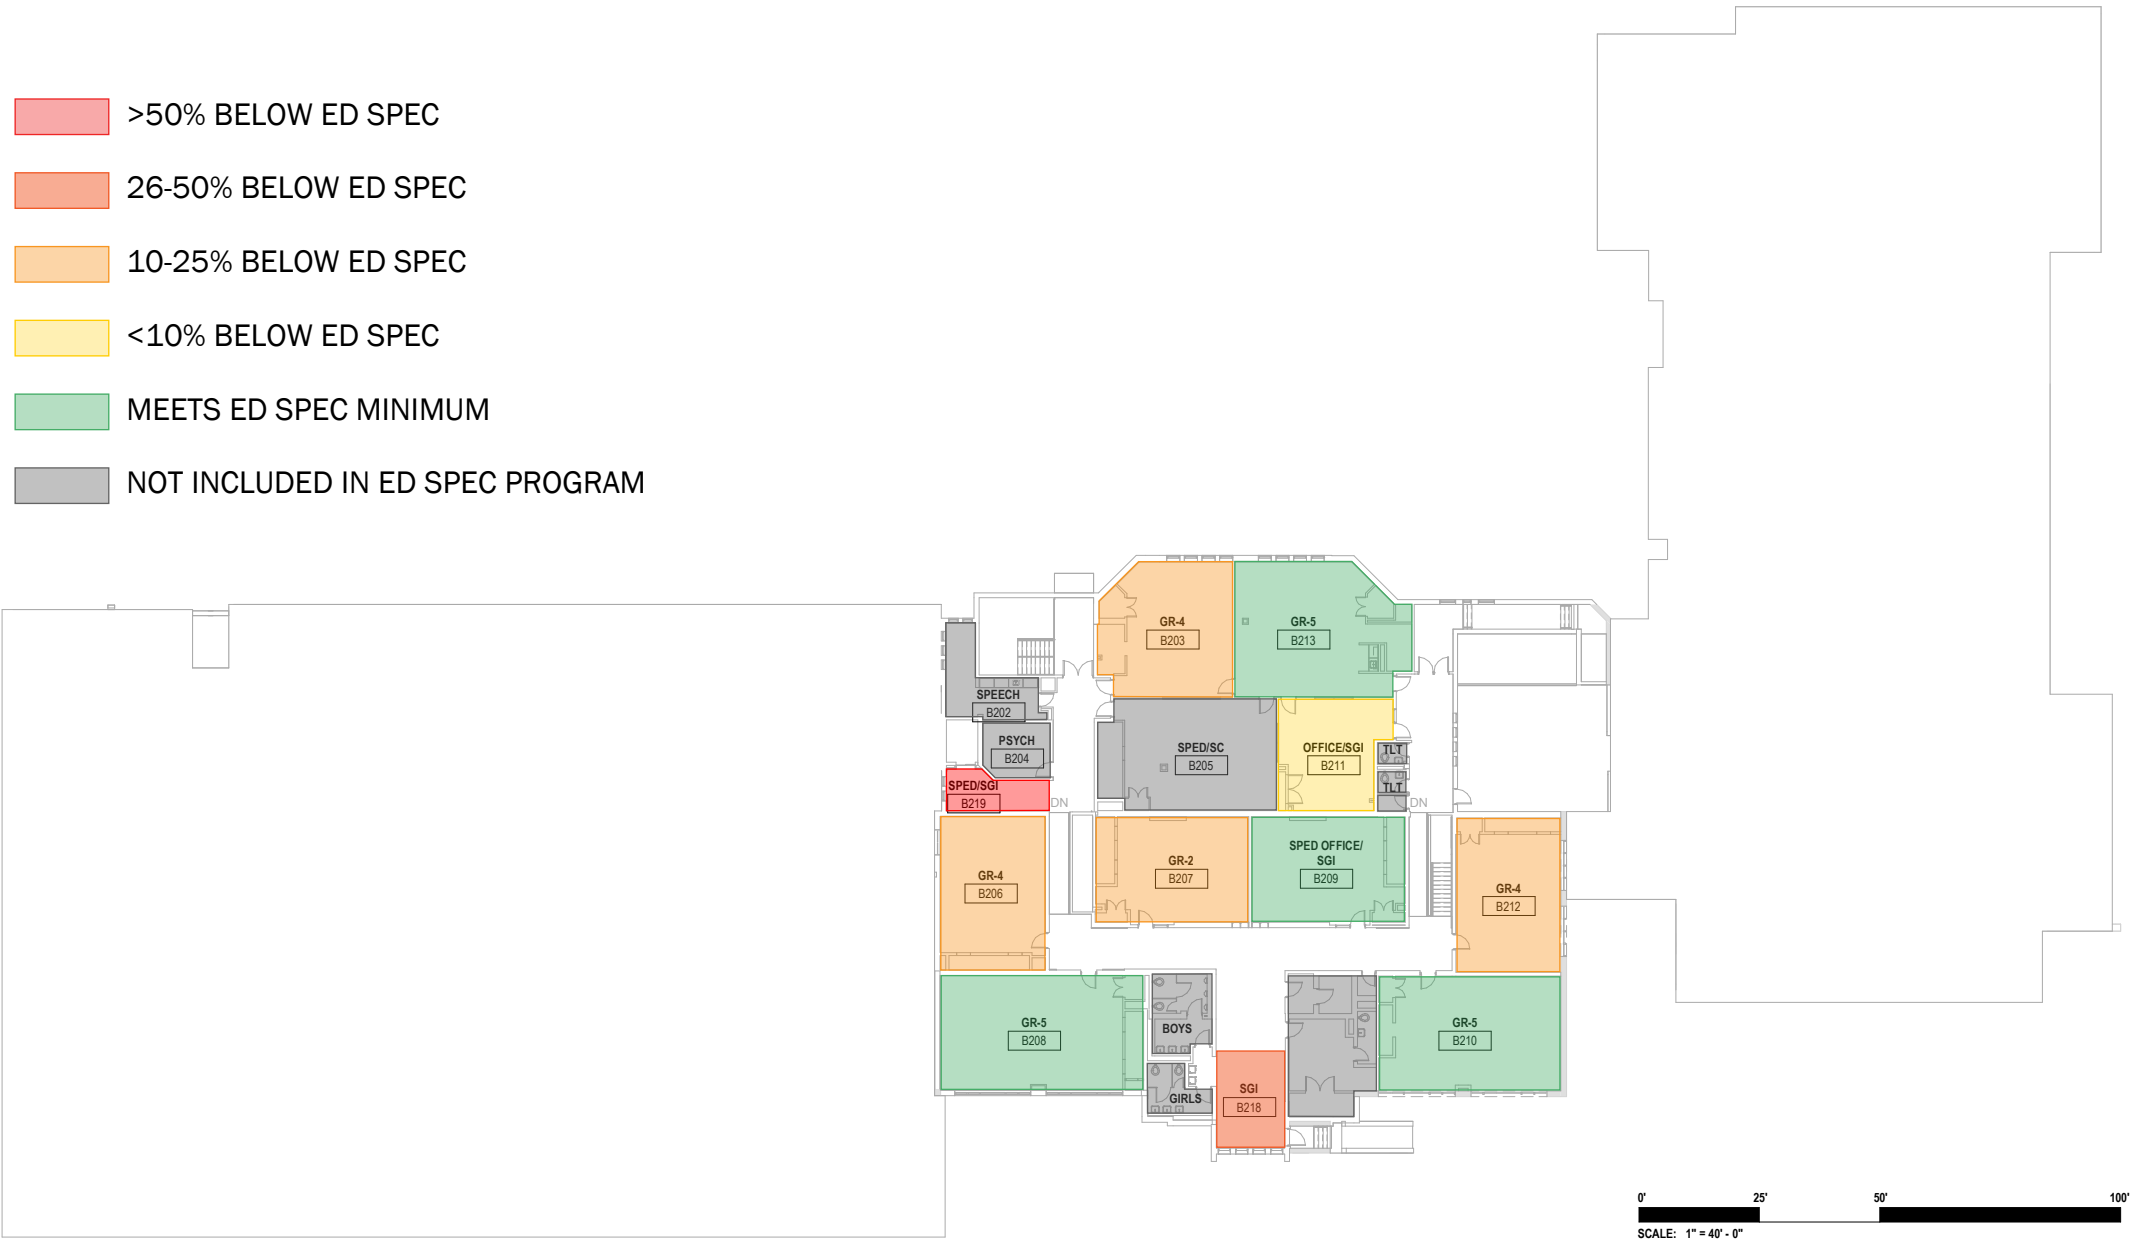 >50% BELOW ED SPEC
26-50% BELOW ED SPEC
10-25% BELOW ED SPEC
<10% BELOW ED SPEC
MEETS ED SPEC MINIMUM
NOT INCLUDED IN ED SPEC PROGRAM
GR-4
B203
GR-5
B213
SPEECH
B202
PSYCH
B204
SPED/SC
B205
OFFICE/SGI
B211
TLT
TLT
SPED/SGI
B219
DN
DN
GR-4
B206
GR-2
B207
SPED OFFICE/
SGI
B209
GR-4
B212
GR-5
B208
BOYS
GIRLS
SGI
B218
GR-5
B210
0' 25' 50' 100'
SCALE: 1" = 40' - 0"